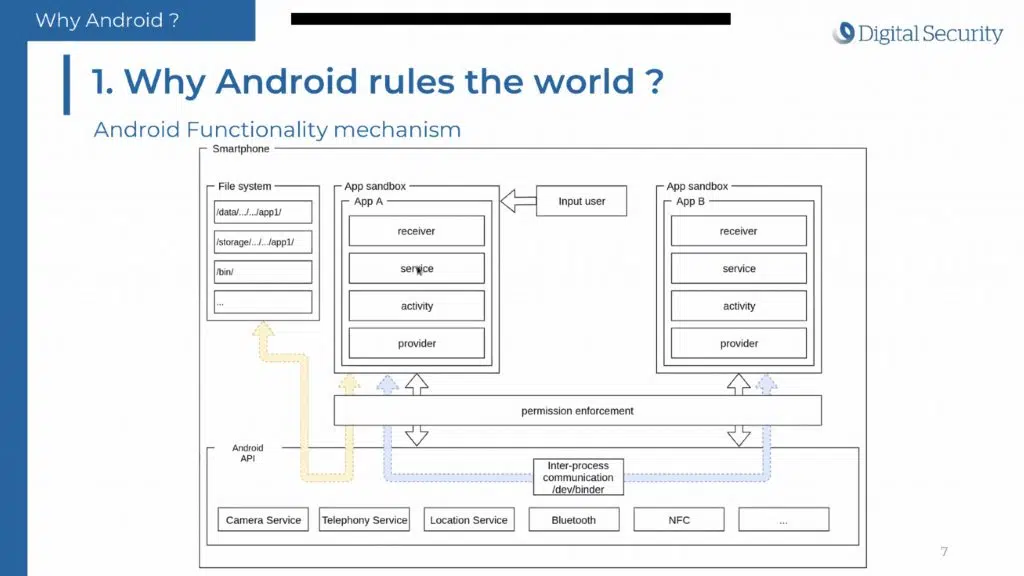 Why Android ?
Digital Security
1. Why Android rules the world ?
Android Functionality mechanism
Smartphone
File system
/data/.../.../app1/
/storage/.../.../app1/
/bin/
...
App sandbox
App A
receiver
service
activity
provider
Input user
App sandbox
App B
receiver
service
activity
provider
permission enforcement
Android
API
Inter-process
communication
/dev/binder
Camera Service
Telephony Service
Location Service
Bluetooth
NFC
...
7